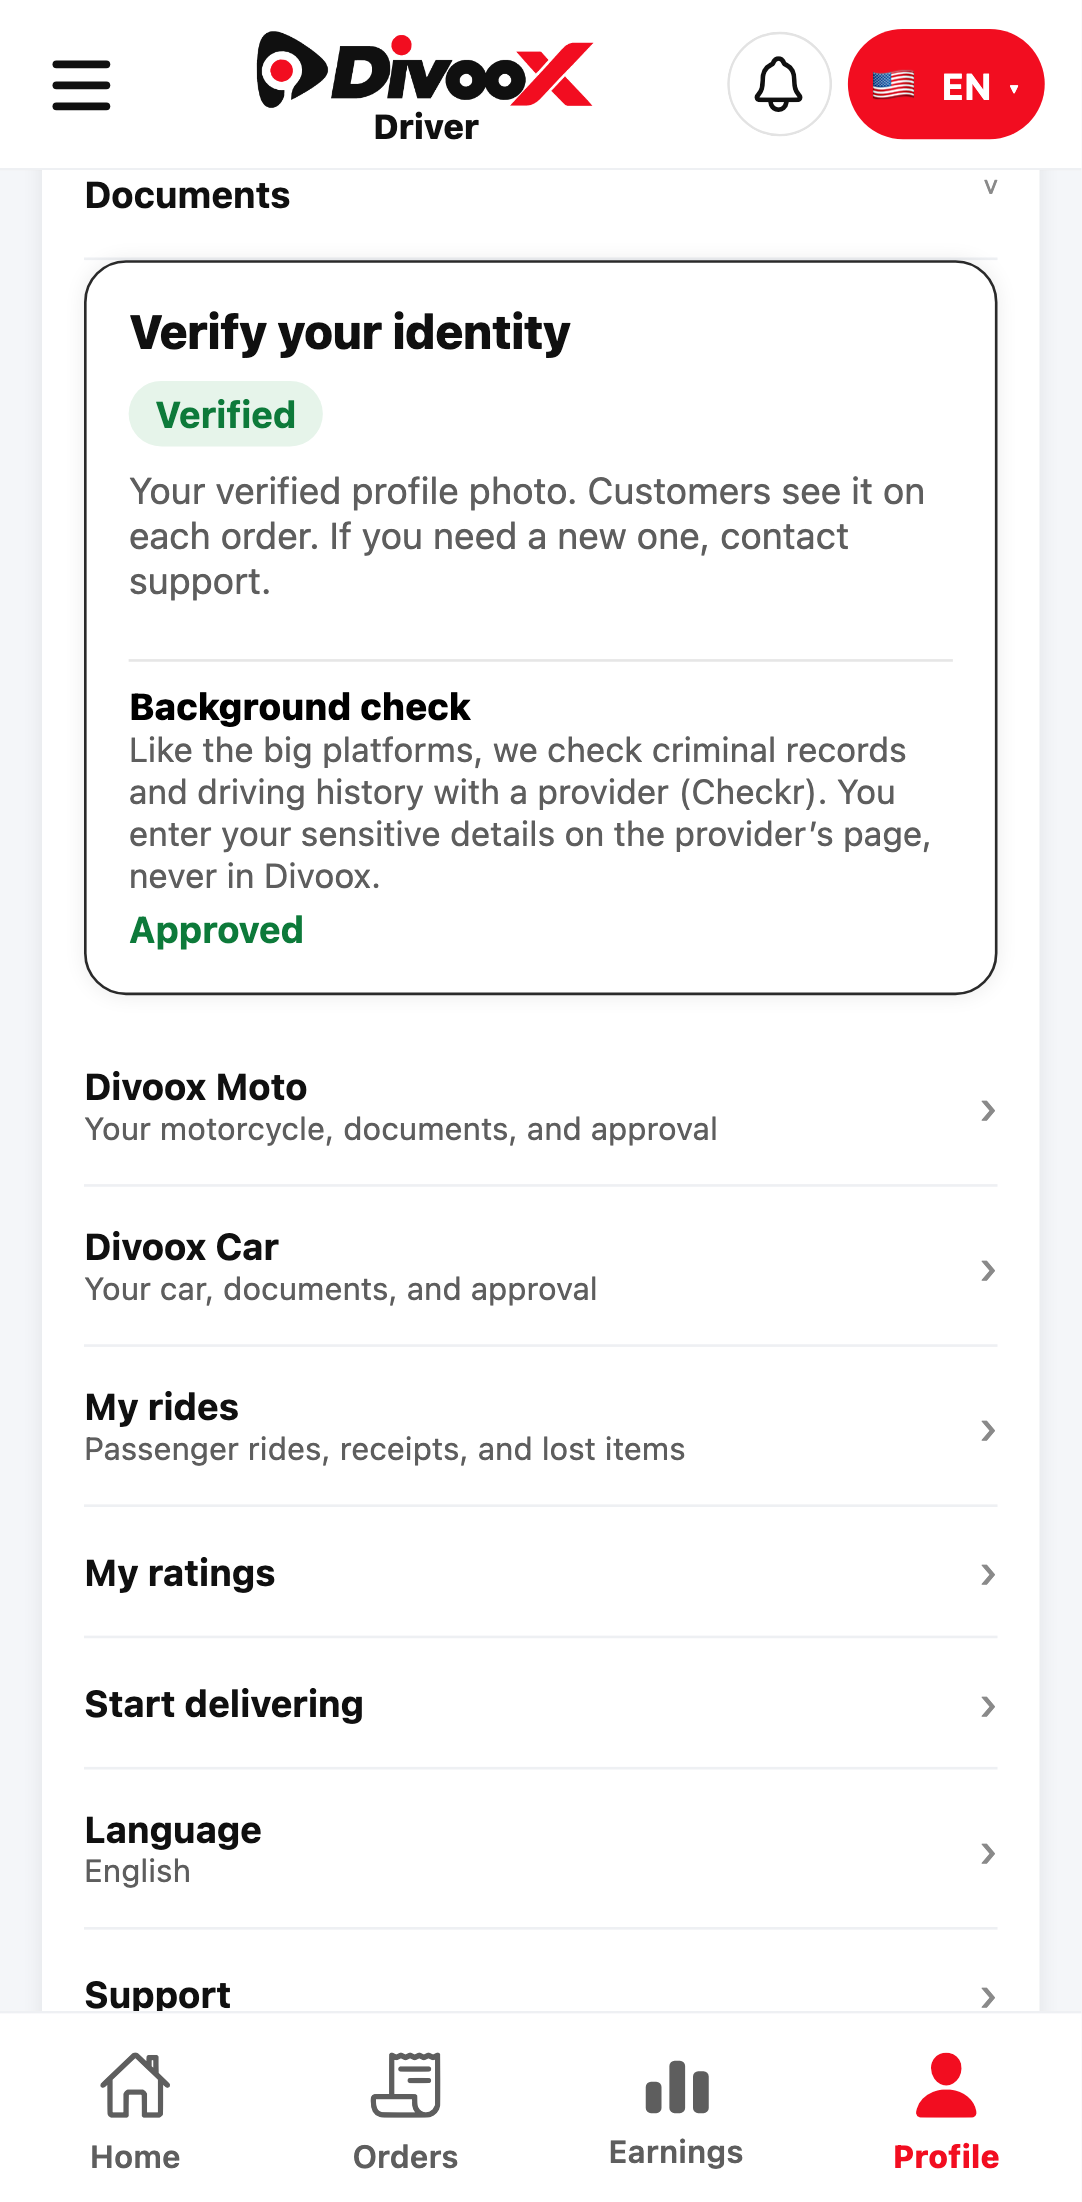 DivooX
Driver
EN
Documents
Verify your identity
Verified
Your verified profile photo. Customers see it on
each order. If you need a new one, contact
support.
Background check
Like the big platforms, we check criminal records
and driving history with a provider (Checkr). You
enter your sensitive details on the provider’s page,
never in Divoox.
Approved
Divoox Moto
Your motorcycle, documents, and approval
Divoox Car
Your car, documents, and approval
My rides
Passenger rides, receipts, and lost items
My ratings
Start delivering
Language
English
Support
Home
Orders
Earnings
Profile